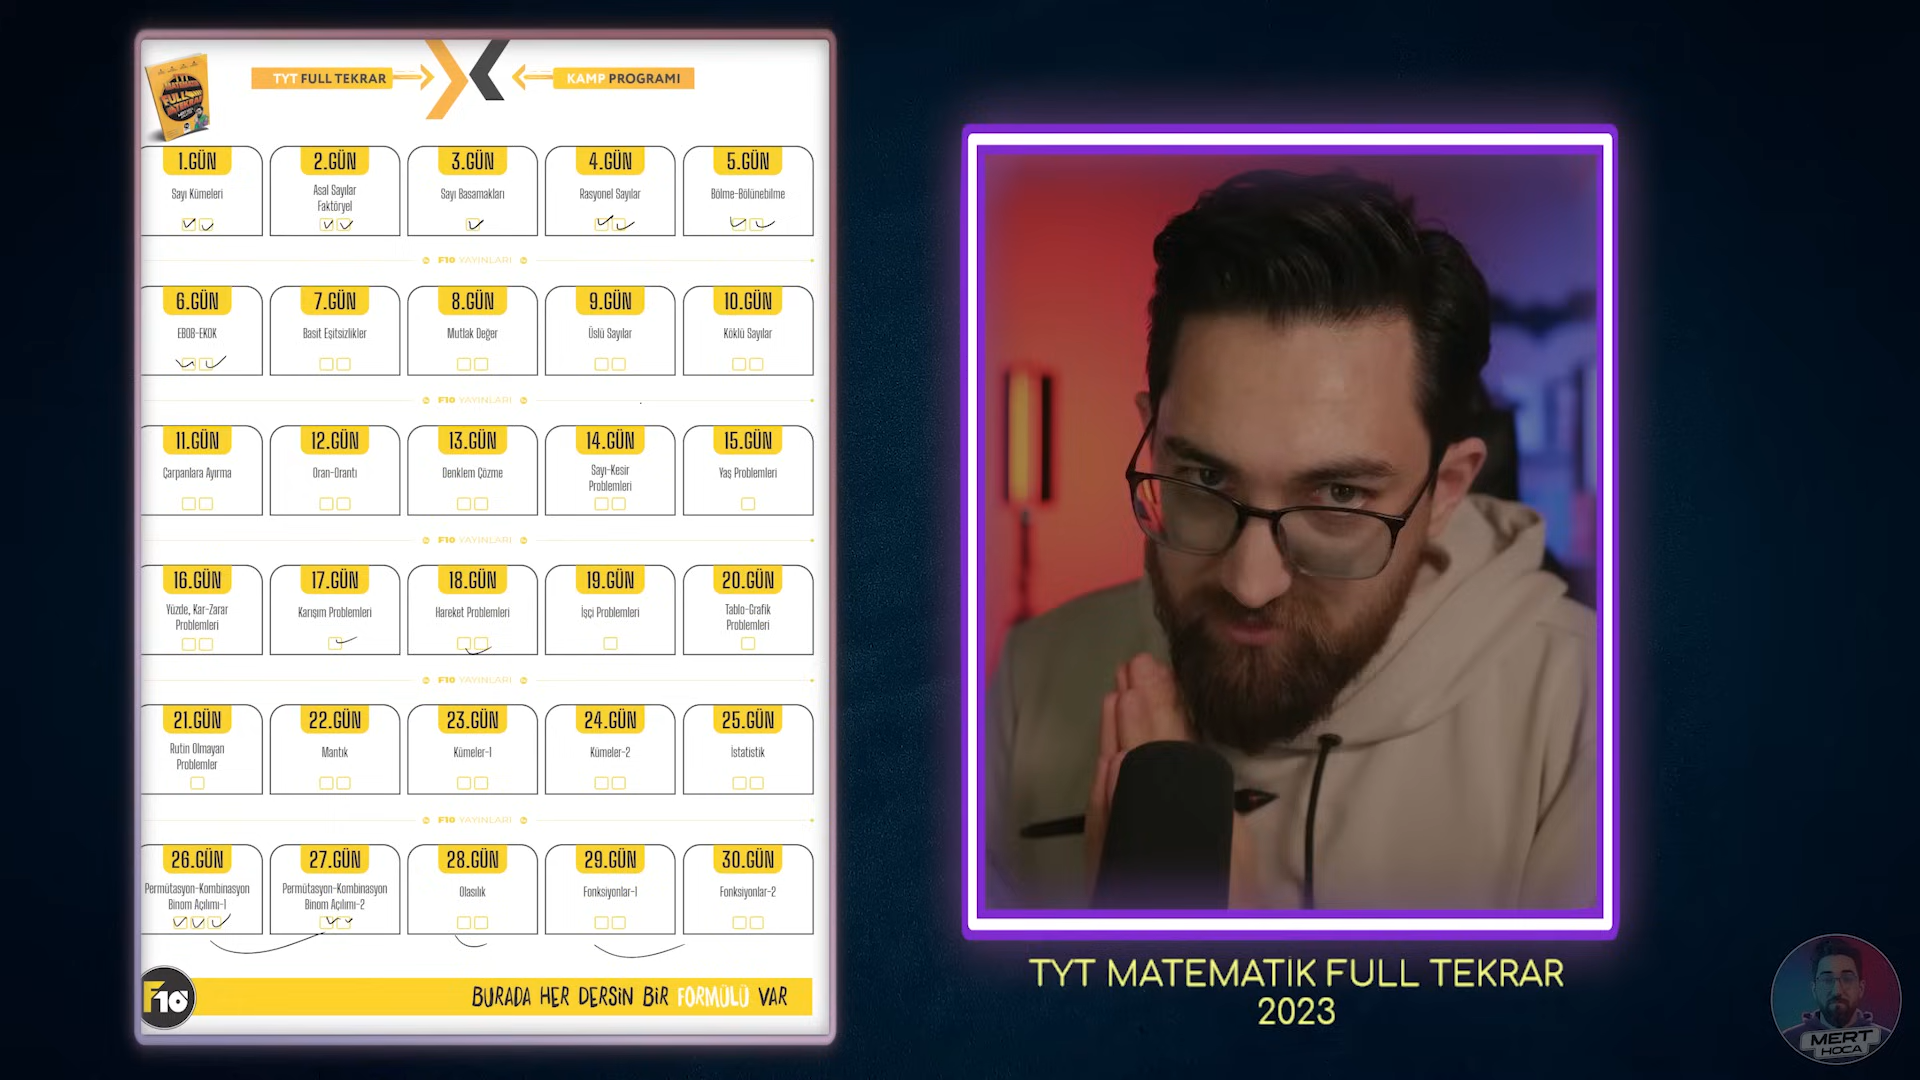 TYT FULL TEKRAR
KAMP PROGRAMI
MATEMATİK
FULL
TEKRAR
1.GÜN
Sayı Kümeleri
2.GÜN
Asal Sayılar
Faktöryel
3.GÜN
Sayı Basamakları
4.GÜN
Rasyonel Sayılar
5.GÜN
Bölme-Bölünebilme
F10 YAYINLARI
6.GÜN
EBOB-EKOK
7.GÜN
Basit Eşitsizlikler
8.GÜN
Mutlak Değer
9.GÜN
Üslü Sayılar
10.GÜN
Köklü Sayılar
F10 YAYINLARI
11.GÜN
Çarpanlara Ayırma
12.GÜN
Oran-Orantı
13.GÜN
Denklem Çözme
14.GÜN
Sayı-Kesir
Problemleri
15.GÜN
Yaş Problemleri
F10 YAYINLARI
16.GÜN
Yüzde, Kar-Zarar
Problemleri
17.GÜN
Karışım Problemleri
18.GÜN
Hareket Problemleri
19.GÜN
İşçi Problemleri
20.GÜN
Tablo-Grafik
Problemleri
F10 YAYINLARI
21.GÜN
Rutin Olmayan
Problemler
22.GÜN
Mantık
23.GÜN
Kümeler-1
24.GÜN
Kümeler-2
25.GÜN
İstatistik
F10 YAYINLARI
26.GÜN
Permütasyon-Kombinasyon
Binom Açılımı-1
27.GÜN
Permütasyon-Kombinasyon
Binom Açılımı-2
28.GÜN
Olasılık
29.GÜN
Fonksiyonlar-1
30.GÜN
Fonksiyonlar-2
F10
BURADA HER DERSİN BİR FORMÜLÜ VAR
TYT MATEMATİK FULL TEKRAR
2023
MERT
HOCA